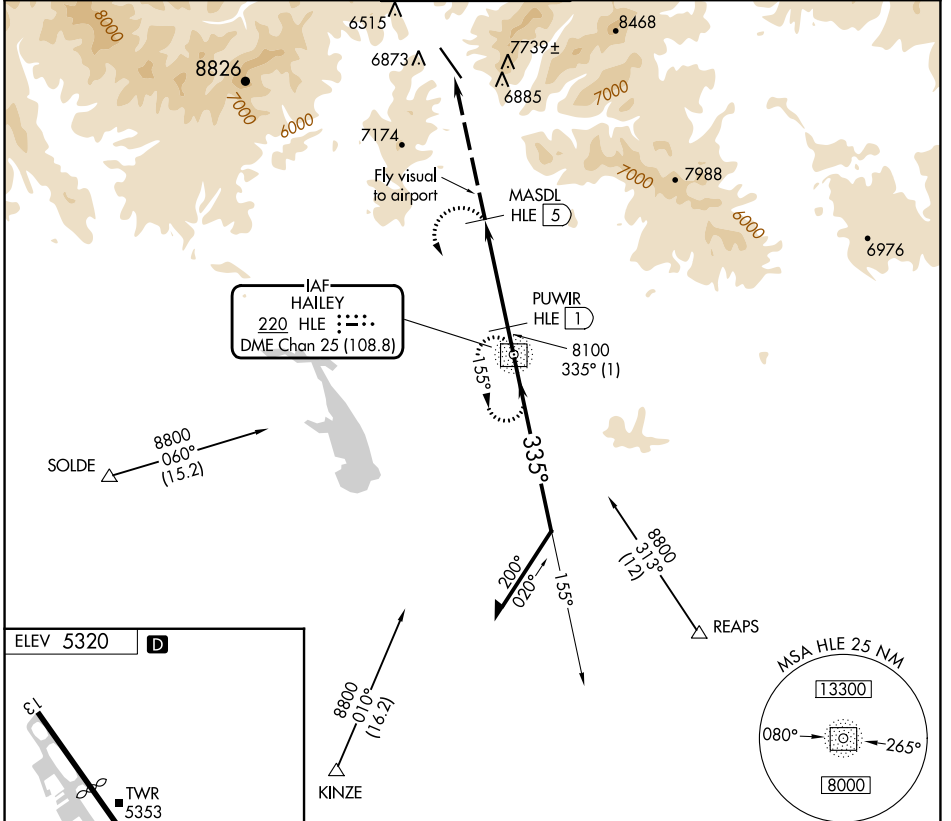 8000
6515
8468
6873
7739±
8826
6885
7000
7000
6000
7174
Fly visual
to airport
7000
7988
MASDL
HLE 5
6000
6976
IAF
HAILEY
220 HLE
DME Chan 25 (108.8)
PUWIR
HLE 1
8100
335° (1)
155°
335°
SOLDE
8800
060°
(15.2)
200°
020°
155°
8800
313°
(12)
REAPS
8800
010°
(16.2)
KINZE
ELEV 5320 D
13
TWR
5353
MSA HLE 25 NM
13300
080°
265°
8000